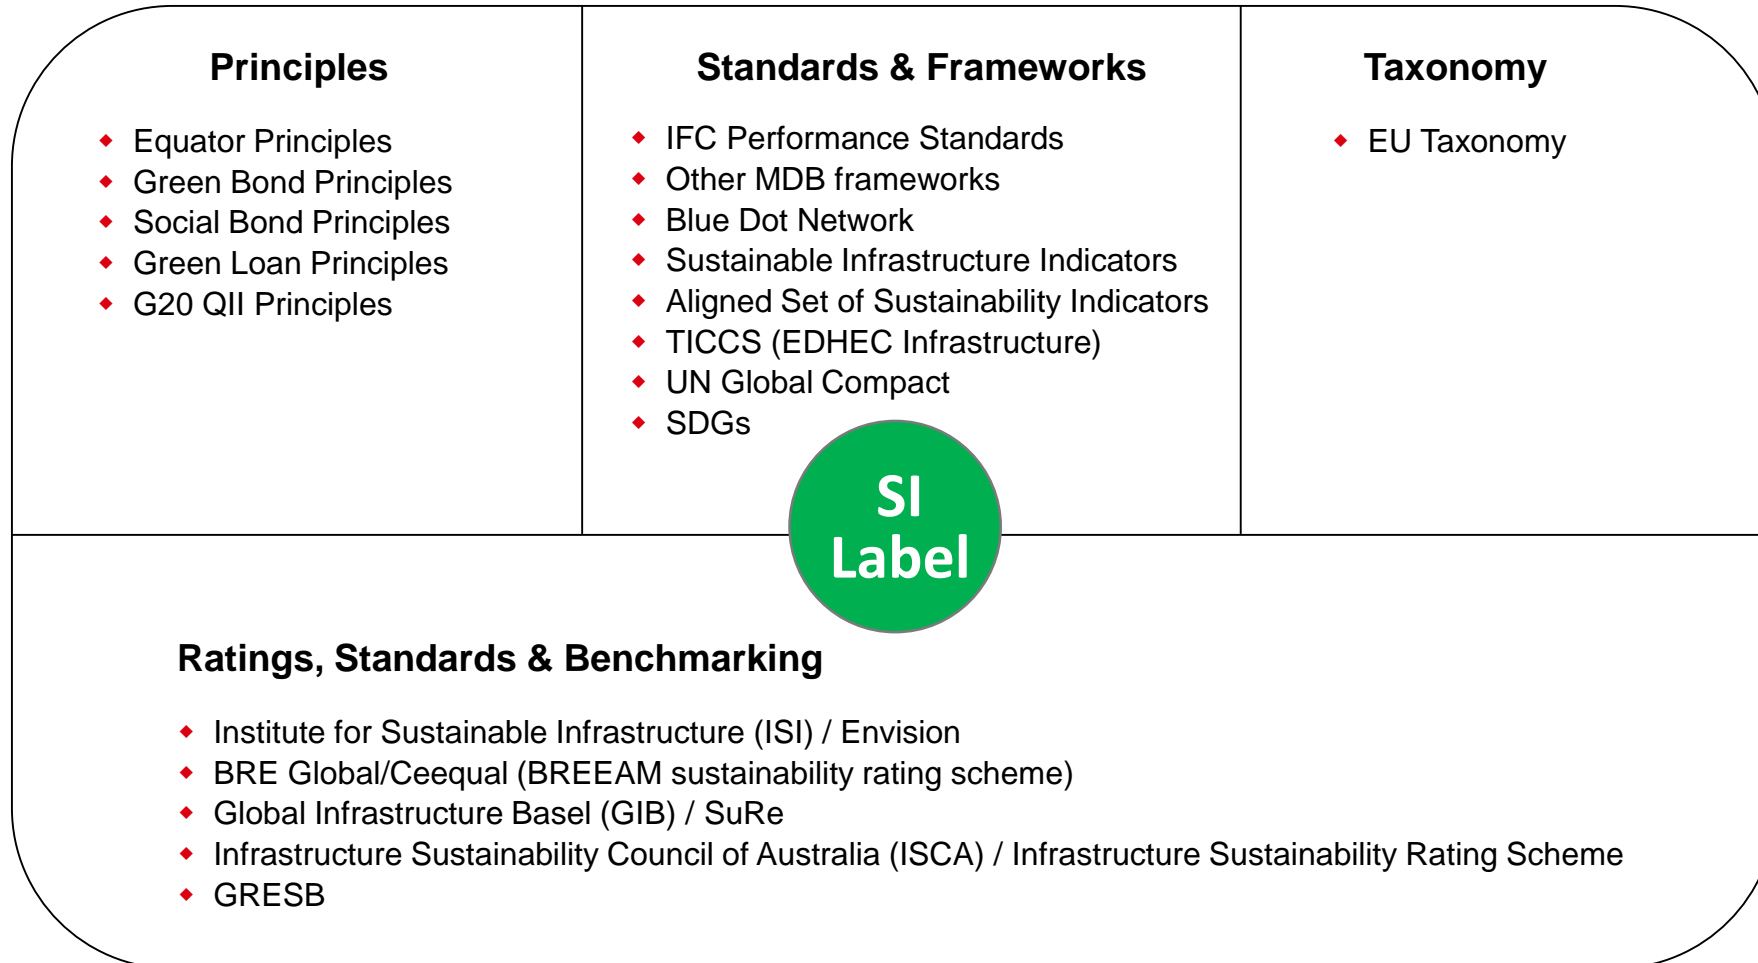 Principles
Equator Principles
Green Bond Principles
Social Bond Principles
Green Loan Principles
G20 QII Principles
Standards & Frameworks
IFC Performance Standards
Other MDB frameworks
Blue Dot Network
Sustainable Infrastructure Indicators
Aligned Set of Sustainability Indicators
TICCS (EDHEC Infrastructure)
UN Global Compact
SDGs
Taxonomy
EU Taxonomy
SI
Label
Ratings, Standards & Benchmarking
Institute for Sustainable Infrastructure (ISI) / Envision
BRE Global/Ceequal (BREEAM sustainability rating scheme)
Global Infrastructure Basel (GIB) / SuRe
Infrastructure Sustainability Council of Australia (ISCA) / Infrastructure Sustainability Rating Scheme
GRESB